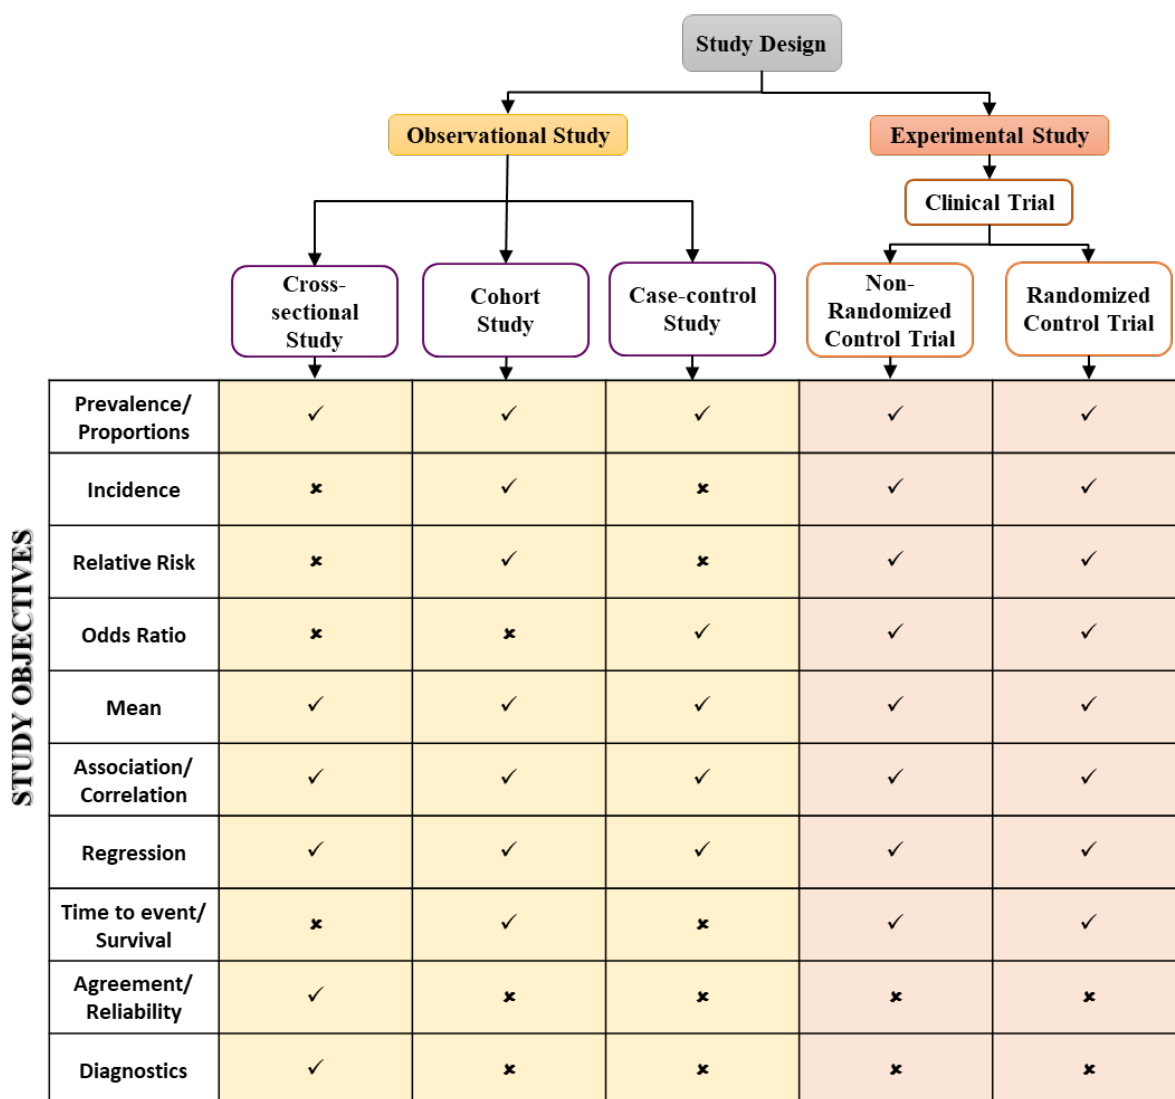 Study Design
Observational Study
Experimental Study
Clinical Trial
Cross-
sectional
Study
Cohort
Study
Case-control
Study
Non-
Randomized
Control Trial
Randomized
Control Trial
STUDY OBJECTIVES
Prevalence/
Proportions
✓ ✓ ✓ ✓ ✓
Incidence
✘ ✓ ✘ ✓ ✓
Relative Risk
✘ ✓ ✘ ✓ ✓
Odds Ratio
✘ ✘ ✓ ✓ ✓
Mean
✓ ✓ ✓ ✓ ✓
Association/
Correlation
✓ ✓ ✓ ✓ ✓
Regression
✓ ✓ ✓ ✓ ✓
Time to event/
Survival
✘ ✓ ✘ ✓ ✓
Agreement/
Reliability
✓ ✘ ✘ ✘ ✘
Diagnostics
✓ ✘ ✘ ✘ ✘